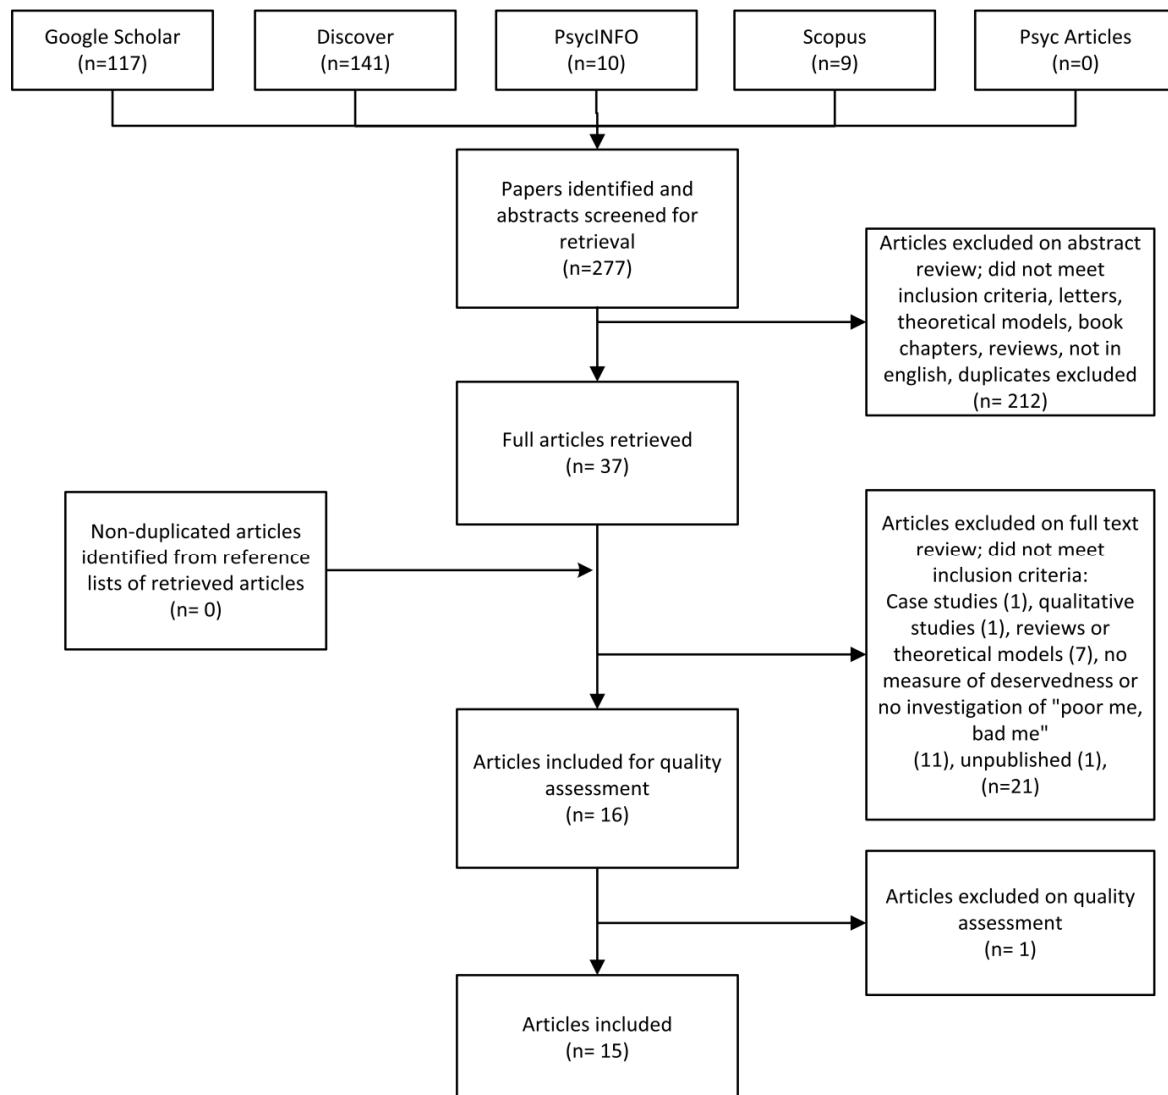 Google Scholar
(n=117)
Discover
(n=141)
PsycINFO
(n=10)
Scopus
(n=9)
Psyc Articles
(n=0)
Papers identified and
abstracts screened for
retrieval
(n=277)
Articles excluded on abstract
review; did not meet
inclusion criteria, letters,
theoretical models, book
chapters, reviews, not in
english, duplicates excluded
(n= 212)
Full articles retrieved
(n= 37)
Non-duplicated articles
identified from reference
lists of retrieved articles
(n= 0)
Articles excluded on full text
review; did not meet
inclusion criteria:
Case studies (1), qualitative
studies (1), reviews or
theoretical models (7), no
measure of deservedness or
no investigation of "poor me,
bad me"
(11), unpublished (1),
(n=21)
Articles included for quality
assessment
(n= 16)
Articles excluded on quality
assessment
(n= 1)
Articles included
(n= 15)